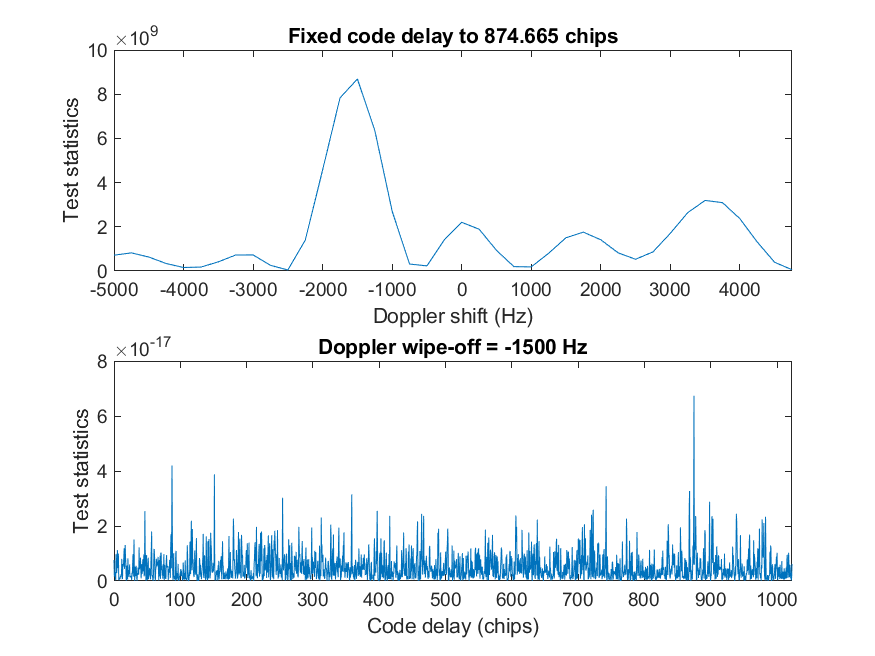 ×10^9
Fixed code delay to 874.665 chips
10
8
6
4
2
0
Test statistics
-5000 -4000 -3000 -2000 -1000 0 1000 2000 3000 4000
Doppler shift (Hz)
×10^-17
Doppler wipe-off = -1500 Hz
8
6
4
2
0
Test statistics
0 100 200 300 400 500 600 700 800 900 1000
Code delay (chips)